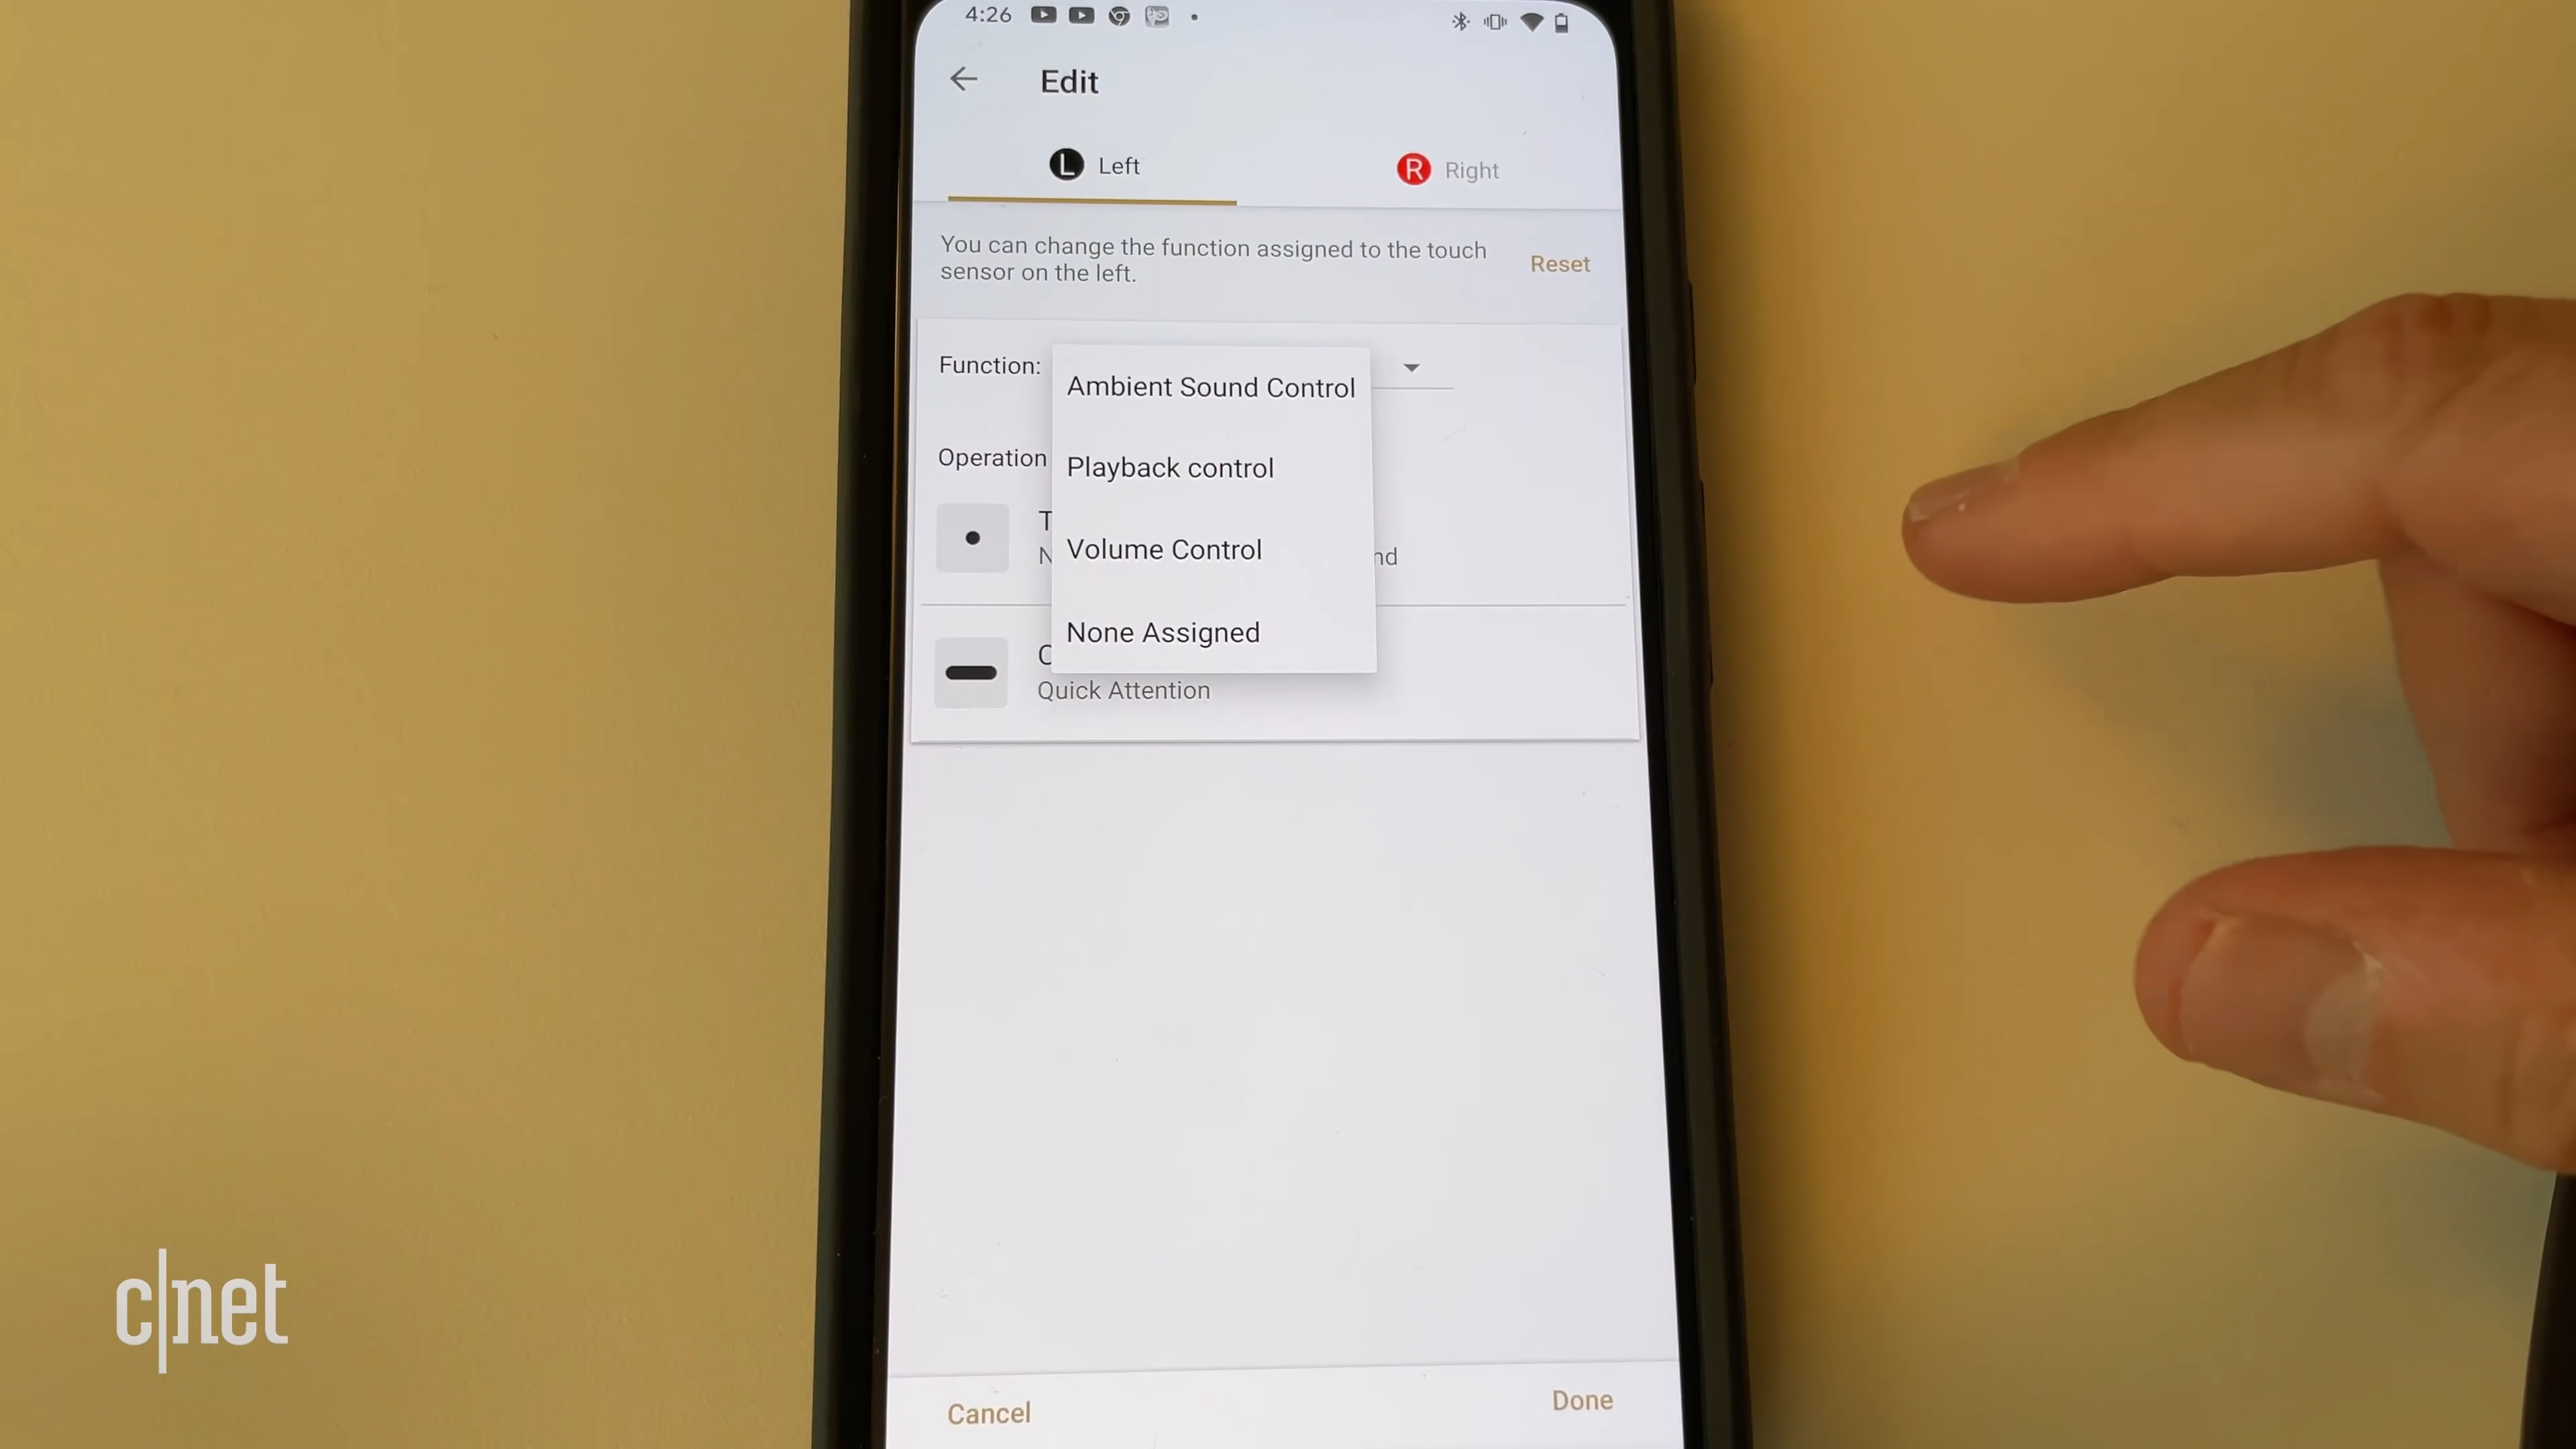 4:26
Edit
L Left
R Right
You can change the function assigned to the touch
sensor on the left.
Reset
Function:
Ambient Sound Control
Operation
Playback control
Volume Control
None Assigned
Quick Attention
Cancel
Done
c|net